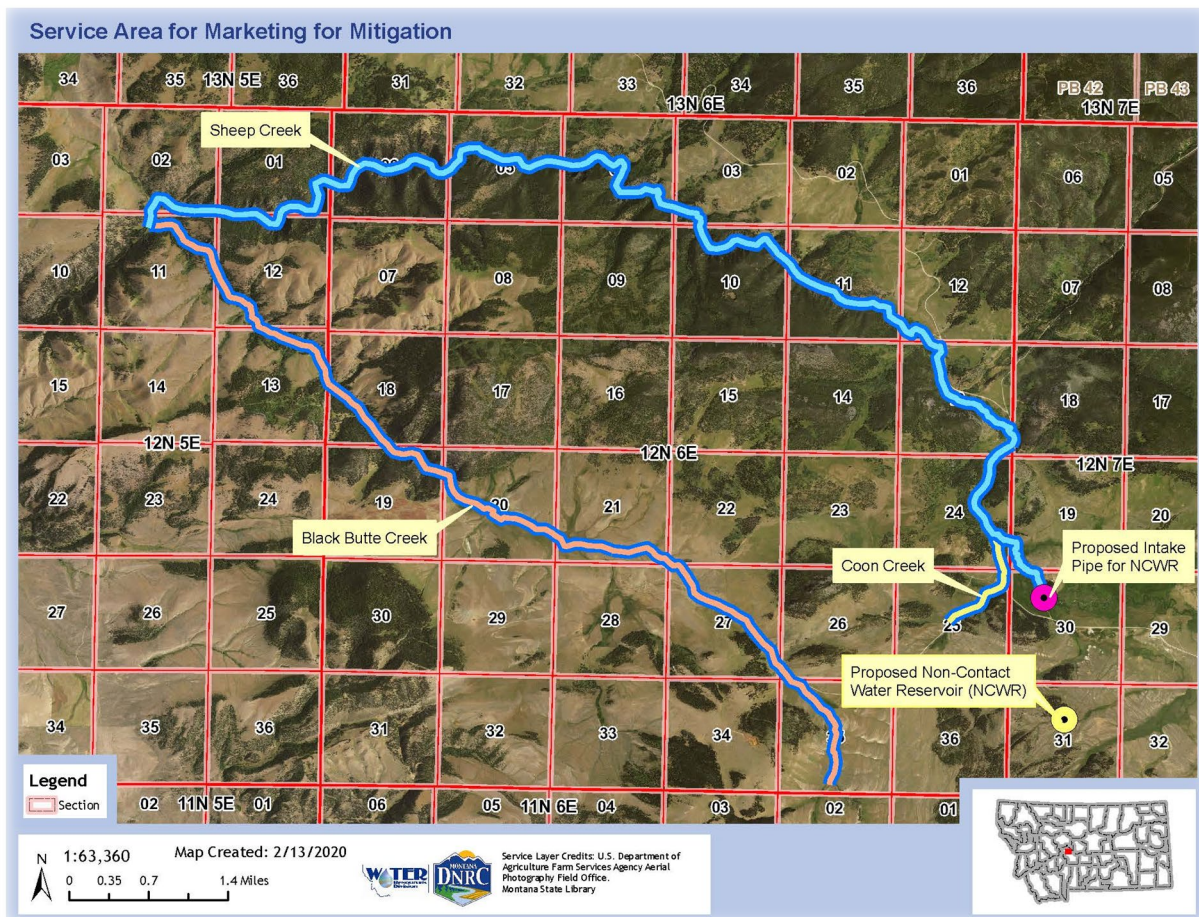 Service Area for Marketing for Mitigation
34 35 13N 5E 36 31 32 33 34 35 36 PB 42 PB 43
13N 6E 13N 7E
Sheep Creek
03 02 01 05 03 02 01 06 05
10 11 12 07 08 09 10 11 12 07 08
15 14 13 18 17 16 15 14 18 17
12N 5E 12N 6E 12N 7E
22 23 24 19 20 21 22 23 24 19 20
Black Butte Creek
Coon Creek
Proposed Intake
Pipe for NCWR
27 26 25 30 29 28 27 26 25 30 29
Proposed Non-Contact
Water Reservoir (NCWR)
34 35 36 31 32 33 34 36 31 32
02 11N 5E 01 06 05 11N 6E 04 03 02 01
Legend
Section
N
1:63,360
Map Created: 2/13/2020
0 0.35 0.7 1.4 Miles
WATER
Resources
Division
MONTANA
DNRC
Service Layer Credits: U.S. Department of
Agriculture Farm Services Agency Aerial
Photography Field Office.
Montana State Library